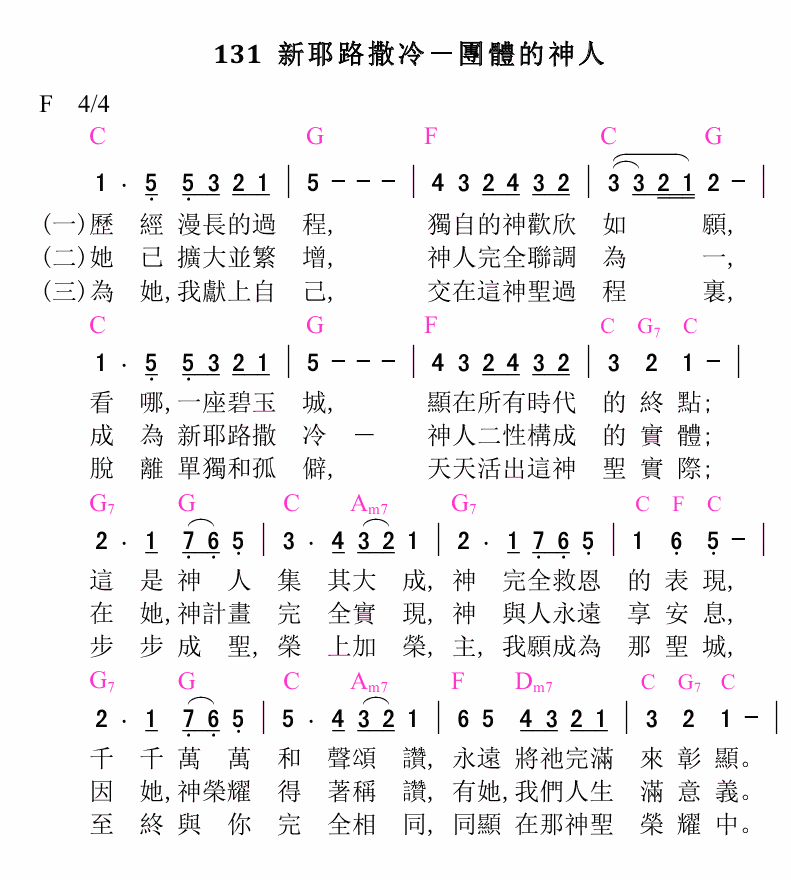 131 新耶路撒冷－團體的神人
F 4/4
C G F C G
1 · 5 5 3 2 1 | 5 - - - | 4 3 2 4 3 2 | 3 3 2 1 2 - |
(一)歷 經 漫長的過 程, 獨自的神歡欣 如 願,
(二)她 已 擴大並繁 增, 神人完全聯調 為 一,
(三)為 她,我獻上自 己, 交在這神聖過 程 裏,
C G F C G7 C
1 · 5 5 3 2 1 | 5 - - - | 4 3 2 4 3 2 | 3 2 1 - |
看 哪,一座碧玉 城, 顯在所有時代 的 終 點;
成 為 新耶路撒 冷 － 神人二性構成 的 實 體;
脫 離 單獨和孤 僻, 天天活出這神 聖 實 際;
G7 G C Am7 G7 C F C
2 · 1 7 6 5 | 3 · 4 3 2 1 | 2 · 1 7 6 5 | 1 6 5 - |
這 是 神 人 集 其大 成, 神 完全救恩 的 表 現,
在 她,神計畫 完 全實 現, 神 與人永遠 享 安 息,
步 步 成 聖, 榮 上加 榮, 主, 我願成為 那 聖 城,
G7 G C Am7 F Dm7 C G7 C
2 · 1 7 6 5 | 5 · 4 3 2 1 | 6 5 4 3 2 1 | 3 2 1 - |
千 千 萬 萬 和 聲頌 讚, 永遠 將祂完滿 來 彰 顯。
因 她,神榮耀 得 著稱 讚, 有她,我們人生 滿 意 義。
至 終 與 你 完 全相 同, 同顯 在那神聖 榮 耀 中。